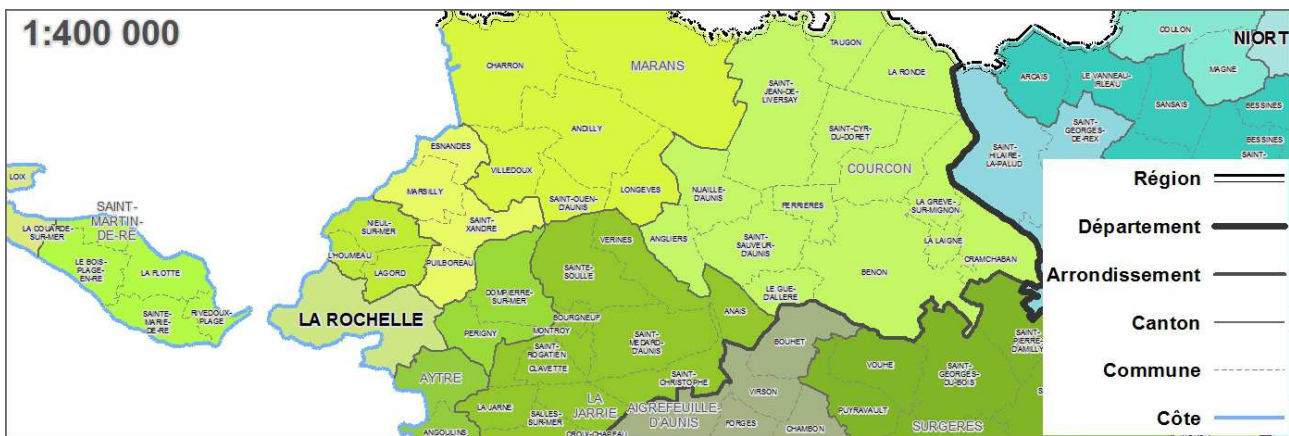 1:400 000
TAUGON
COULON
NIORT
CHARRON
MARANS
LA RONDE
ARCAIS
LE VANNEAU-
IRLEAU
MAGNE
SAINT-
JEAN-DE-
LIVERSAY
SANSAIS
BESSINES
ANDILLY
SAINT-CYR-
DU-DORET
SAINT-
GEORGES-
DE-REX
BESSINES
SAINT-
ESNANDES
SAINT-
HILAIRE-
LA-PALUD
LOIX
VILLEDOUX
COURCON
MARSILLY
LONGEVES
NUAILLE-
D'AUNIS
SAINT-OUEN-
D'AUNIS
FERRIERES
LA GREVE-
SUR-MIGNON
SAINT-
MARTIN-
DE-RE
LA COUARDE-
SUR-MER
NIEUL-
SUR-MER
SAINT-
XANDRE
VERINES
ANGLIERS
SAINT-
SAUVEUR-
D'AUNIS
LA LAIGNE
L'HOUMEAU
PUILBOREAU
CRAMCHABAN
LE BOIS-
PLAGE-
EN-RE
LA FLOTTE
LAGORD
SAINTE-
SOULLE
BENON
DOMPIERRE-
SUR-MER
LE GUE-
D'ALLERE
SAINTE-
MARIE-
DE-RE
RIVEDOUX-
PLAGE
LA ROCHELLE
BOURGNEUF
ANAIS
PERIGNY
MONTROY
SAINT-
ROGATIEN
SAINT-
MEDARD-
D'AUNIS
BOUHET
SAINT-
PIERRE-
D'AMILLY
CLAVETTE
VOUHE
SAINT-
GEORGES-
DU-BOIS
AYTRE
SAINT-
CHRISTOPHE
VIRSON
LA JARNE
LA
JARRIE
AIGREFEUILLE-
D'AUNIS
PUYRAVAULT
SALLES-
SUR-MER
FORGES
SURGERES
ANGOULINS
CROIX-CHAPEAU
CHAMBON
Région
Département
Arrondissement
Canton
Commune
Côte